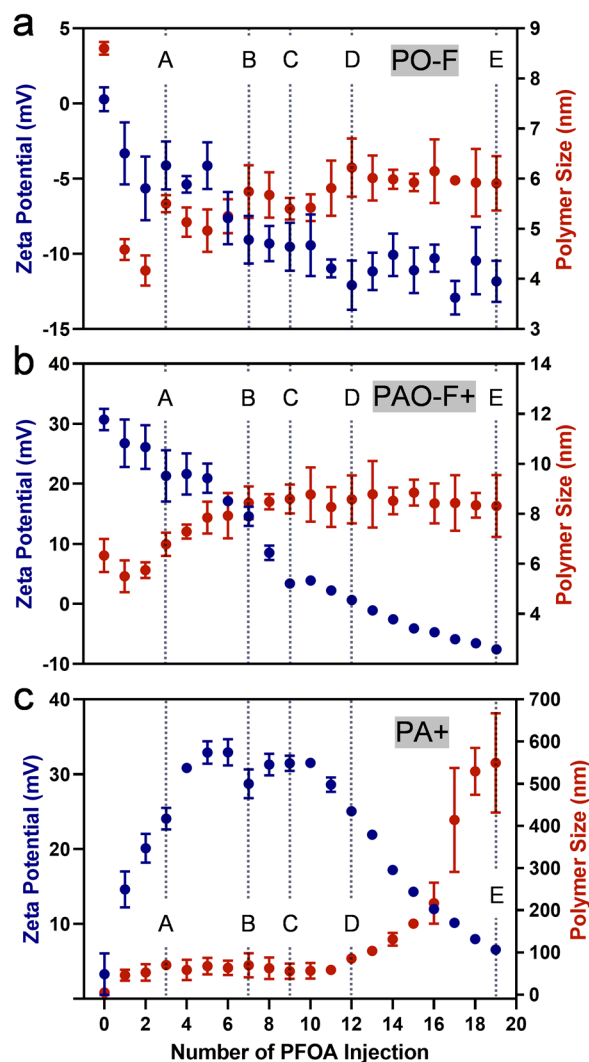 a
PO-F
A B C D E
Zeta Potential (mV)
5
0
-5
-10
-15
Polymer Size (nm)
9
8
7
6
5
4
3
b
PAO-F+
A B C D E
Zeta Potential (mV)
40
30
20
10
0
-10
Polymer Size (nm)
14
12
10
8
6
4
c
PA+
A B C D E
Zeta Potential (mV)
40
30
20
10
Polymer Size (nm)
700
600
500
400
300
200
100
0
0 2 4 6 8 10 12 14 16 18 20
Number of PFOA Injection